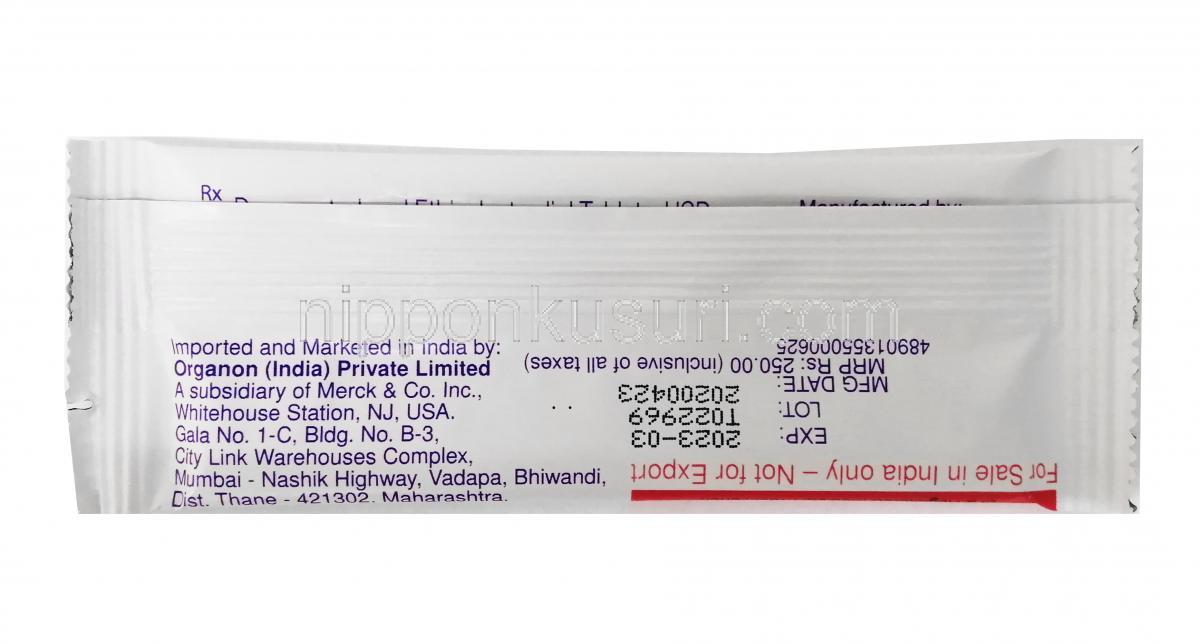 Rx
Manufactured by:
nipponkusuri.com
Imported and Marketed in India by:
Organon (India) Private Limited
A subsidiary of Merck & Co. Inc.,
Whitehouse Station, NJ, USA.
Gala No. 1-C, Bldg. No. B-3,
City Link Warehouses Complex,
Mumbai - Nashik Highway, Vadapa, Bhiwandi,
Dist. Thane - 421302, Maharashtra.
For Sale in India only – Not for Export
EXP: 2023-03
LOT: T022969
MFG DATE: 20200423
MRP Rs: 250.00 (inclusive of all taxes)
48901355000625